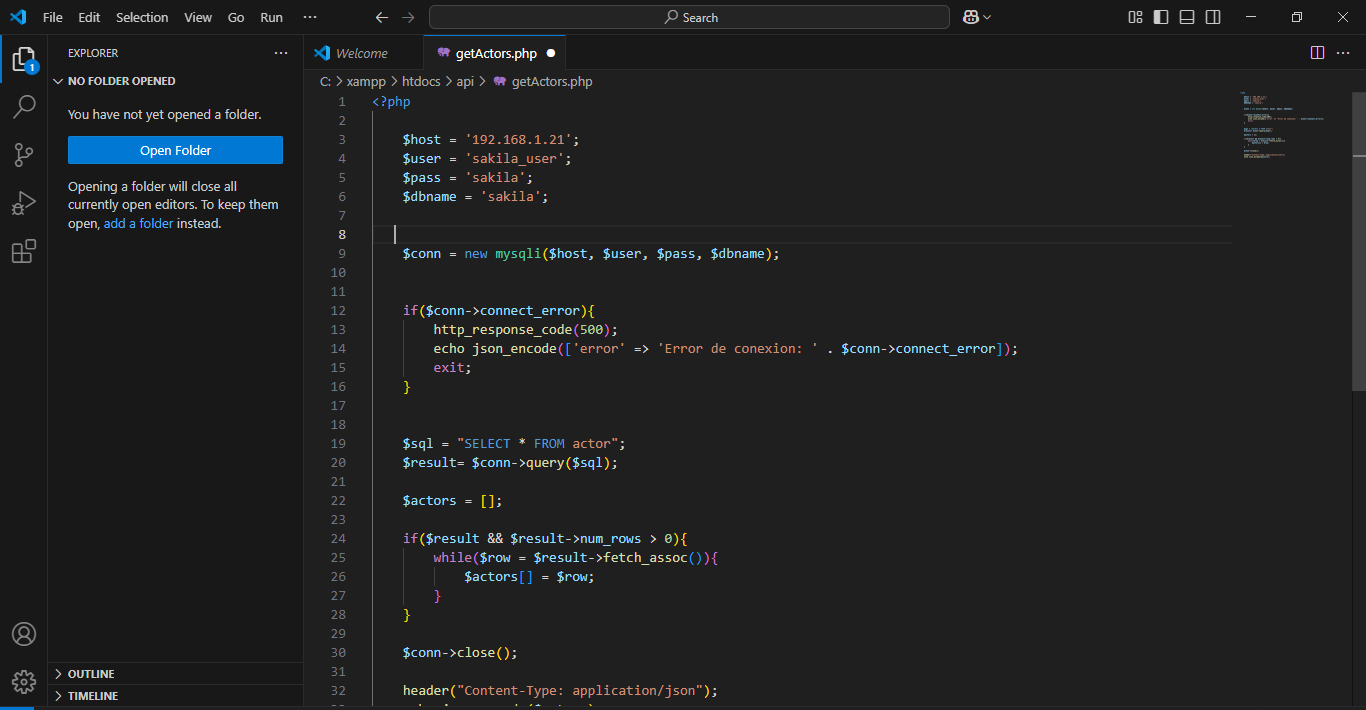 File Edit Selection View Go Run ···
Search
EXPLORER ···
NO FOLDER OPENED
You have not yet opened a folder.
Open Folder
Opening a folder will close all
currently open editors. To keep them
open, add a folder instead.
OUTLINE
TIMELINE
1
Welcome
getActors.php
C: > xampp > htdocs > api > getActors.php
1 <?php
2
3 $host = '192.168.1.21';
4 $user = 'sakila_user';
5 $pass = 'sakila';
6 $dbname = 'sakila';
7
8
9 $conn = new mysqli($host, $user, $pass, $dbname);
10
11
12 if($conn->connect_error){
13 http_response_code(500);
14 echo json_encode(['error' => 'Error de conexion: ' . $conn->connect_error]);
15 exit;
16 }
17
18
19 $sql = "SELECT * FROM actor";
20 $result= $conn->query($sql);
21
22 $actors = [];
23
24 if($result && $result->num_rows > 0){
25 while($row = $result->fetch_assoc()){
26 $actors[] = $row;
27 }
28 }
29
30 $conn->close();
31
32 header("Content-Type: application/json");